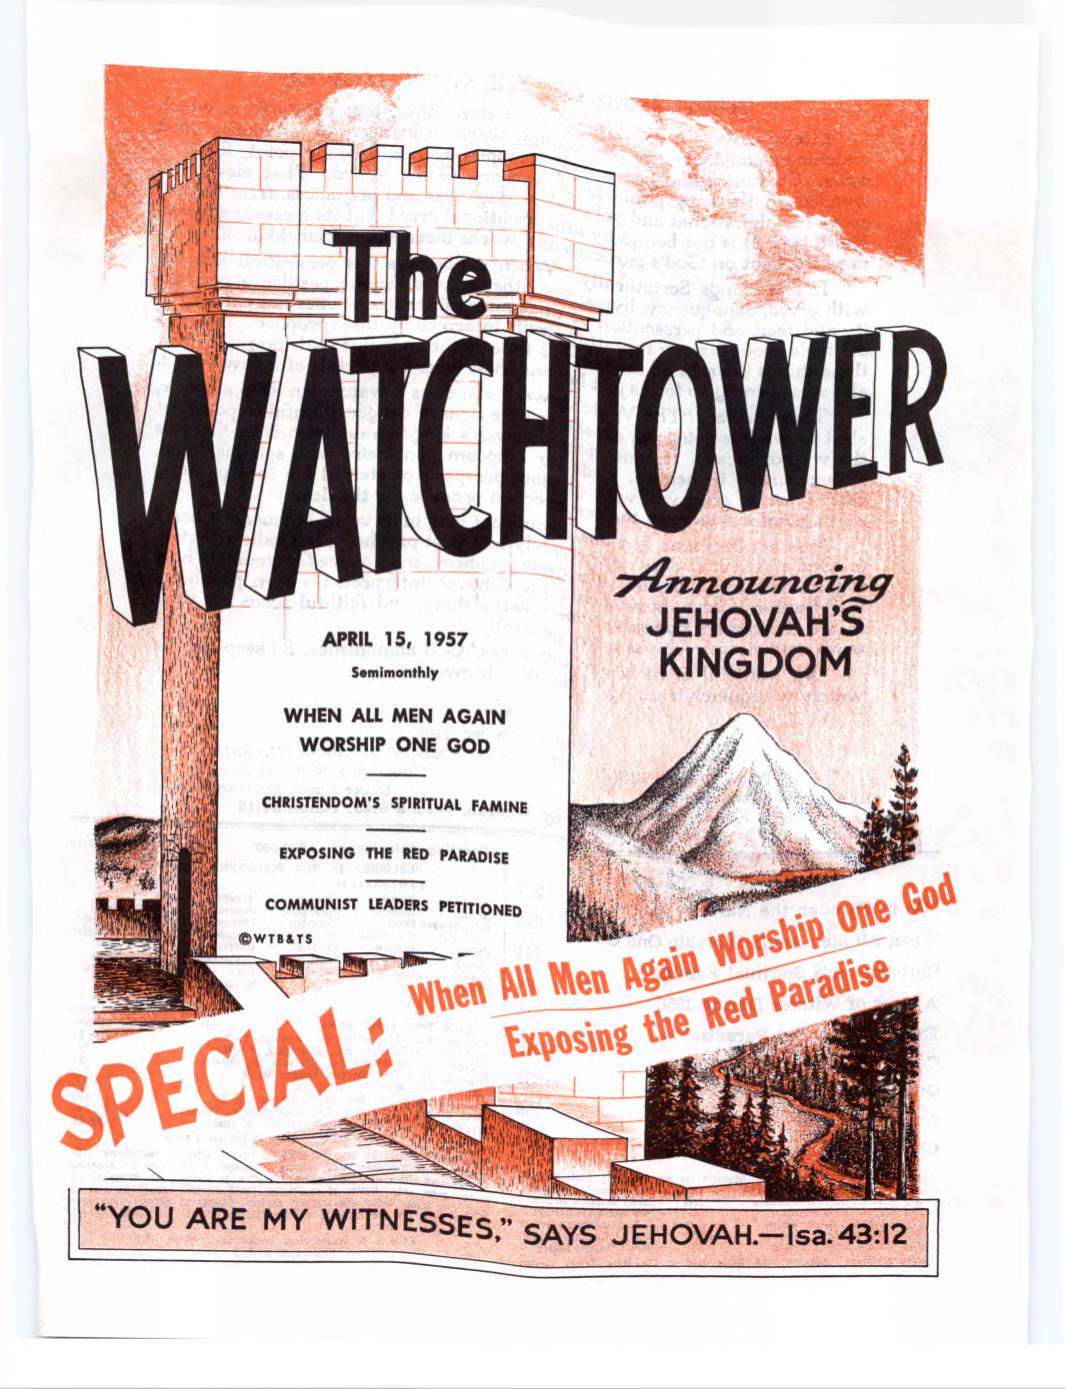 The
WATCHTOWER
Announcing
JEHOVAH'S
KINGDOM
APRIL 15, 1957
Semimonthly
WHEN ALL MEN AGAIN
WORSHIP ONE GOD
CHRISTENDOM'S SPIRITUAL FAMINE
EXPOSING THE RED PARADISE
COMMUNIST LEADERS PETITIONED
©WTB&TS
SPECIAL:
When All Men Again Worship One God
Exposing the Red Paradise
"YOU ARE MY WITNESSES," SAYS JEHOVAH.—Isa. 43:12